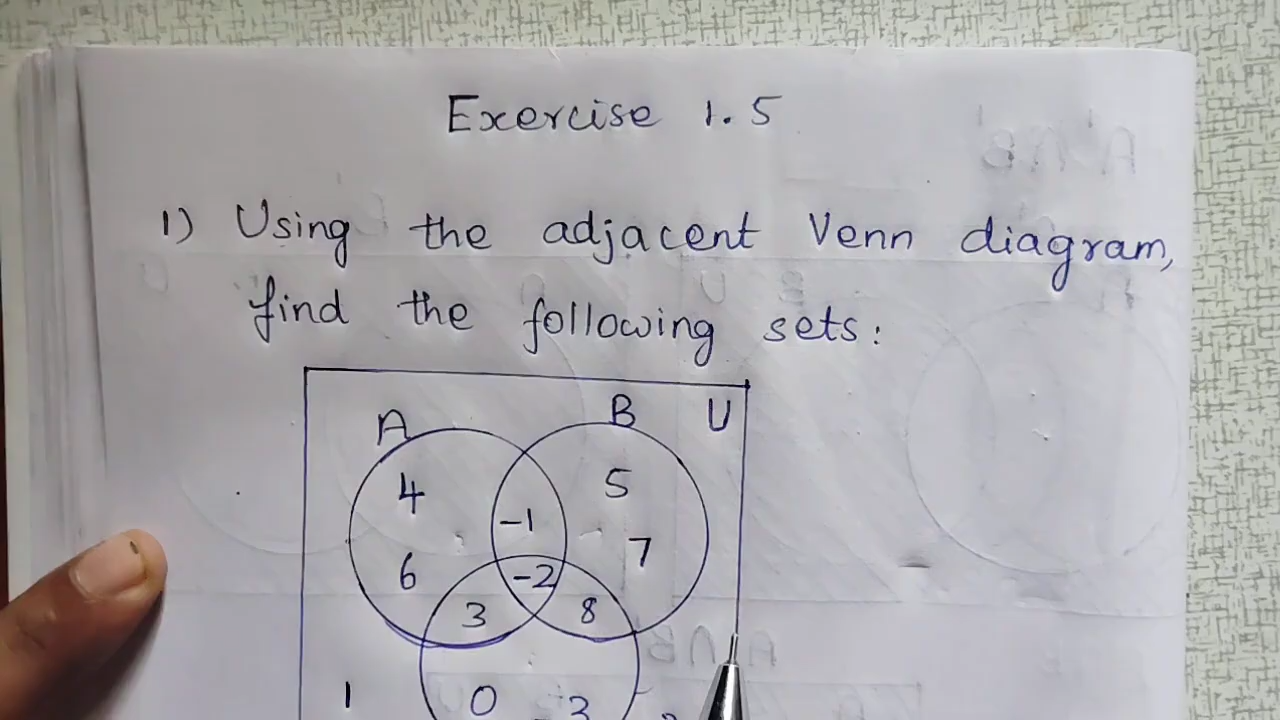 Exercise 1.5
1) Using the adjacent Venn diagram,
find the following sets:
A B U
4 5
-1
7
6 -2
3 8
1 0 -3